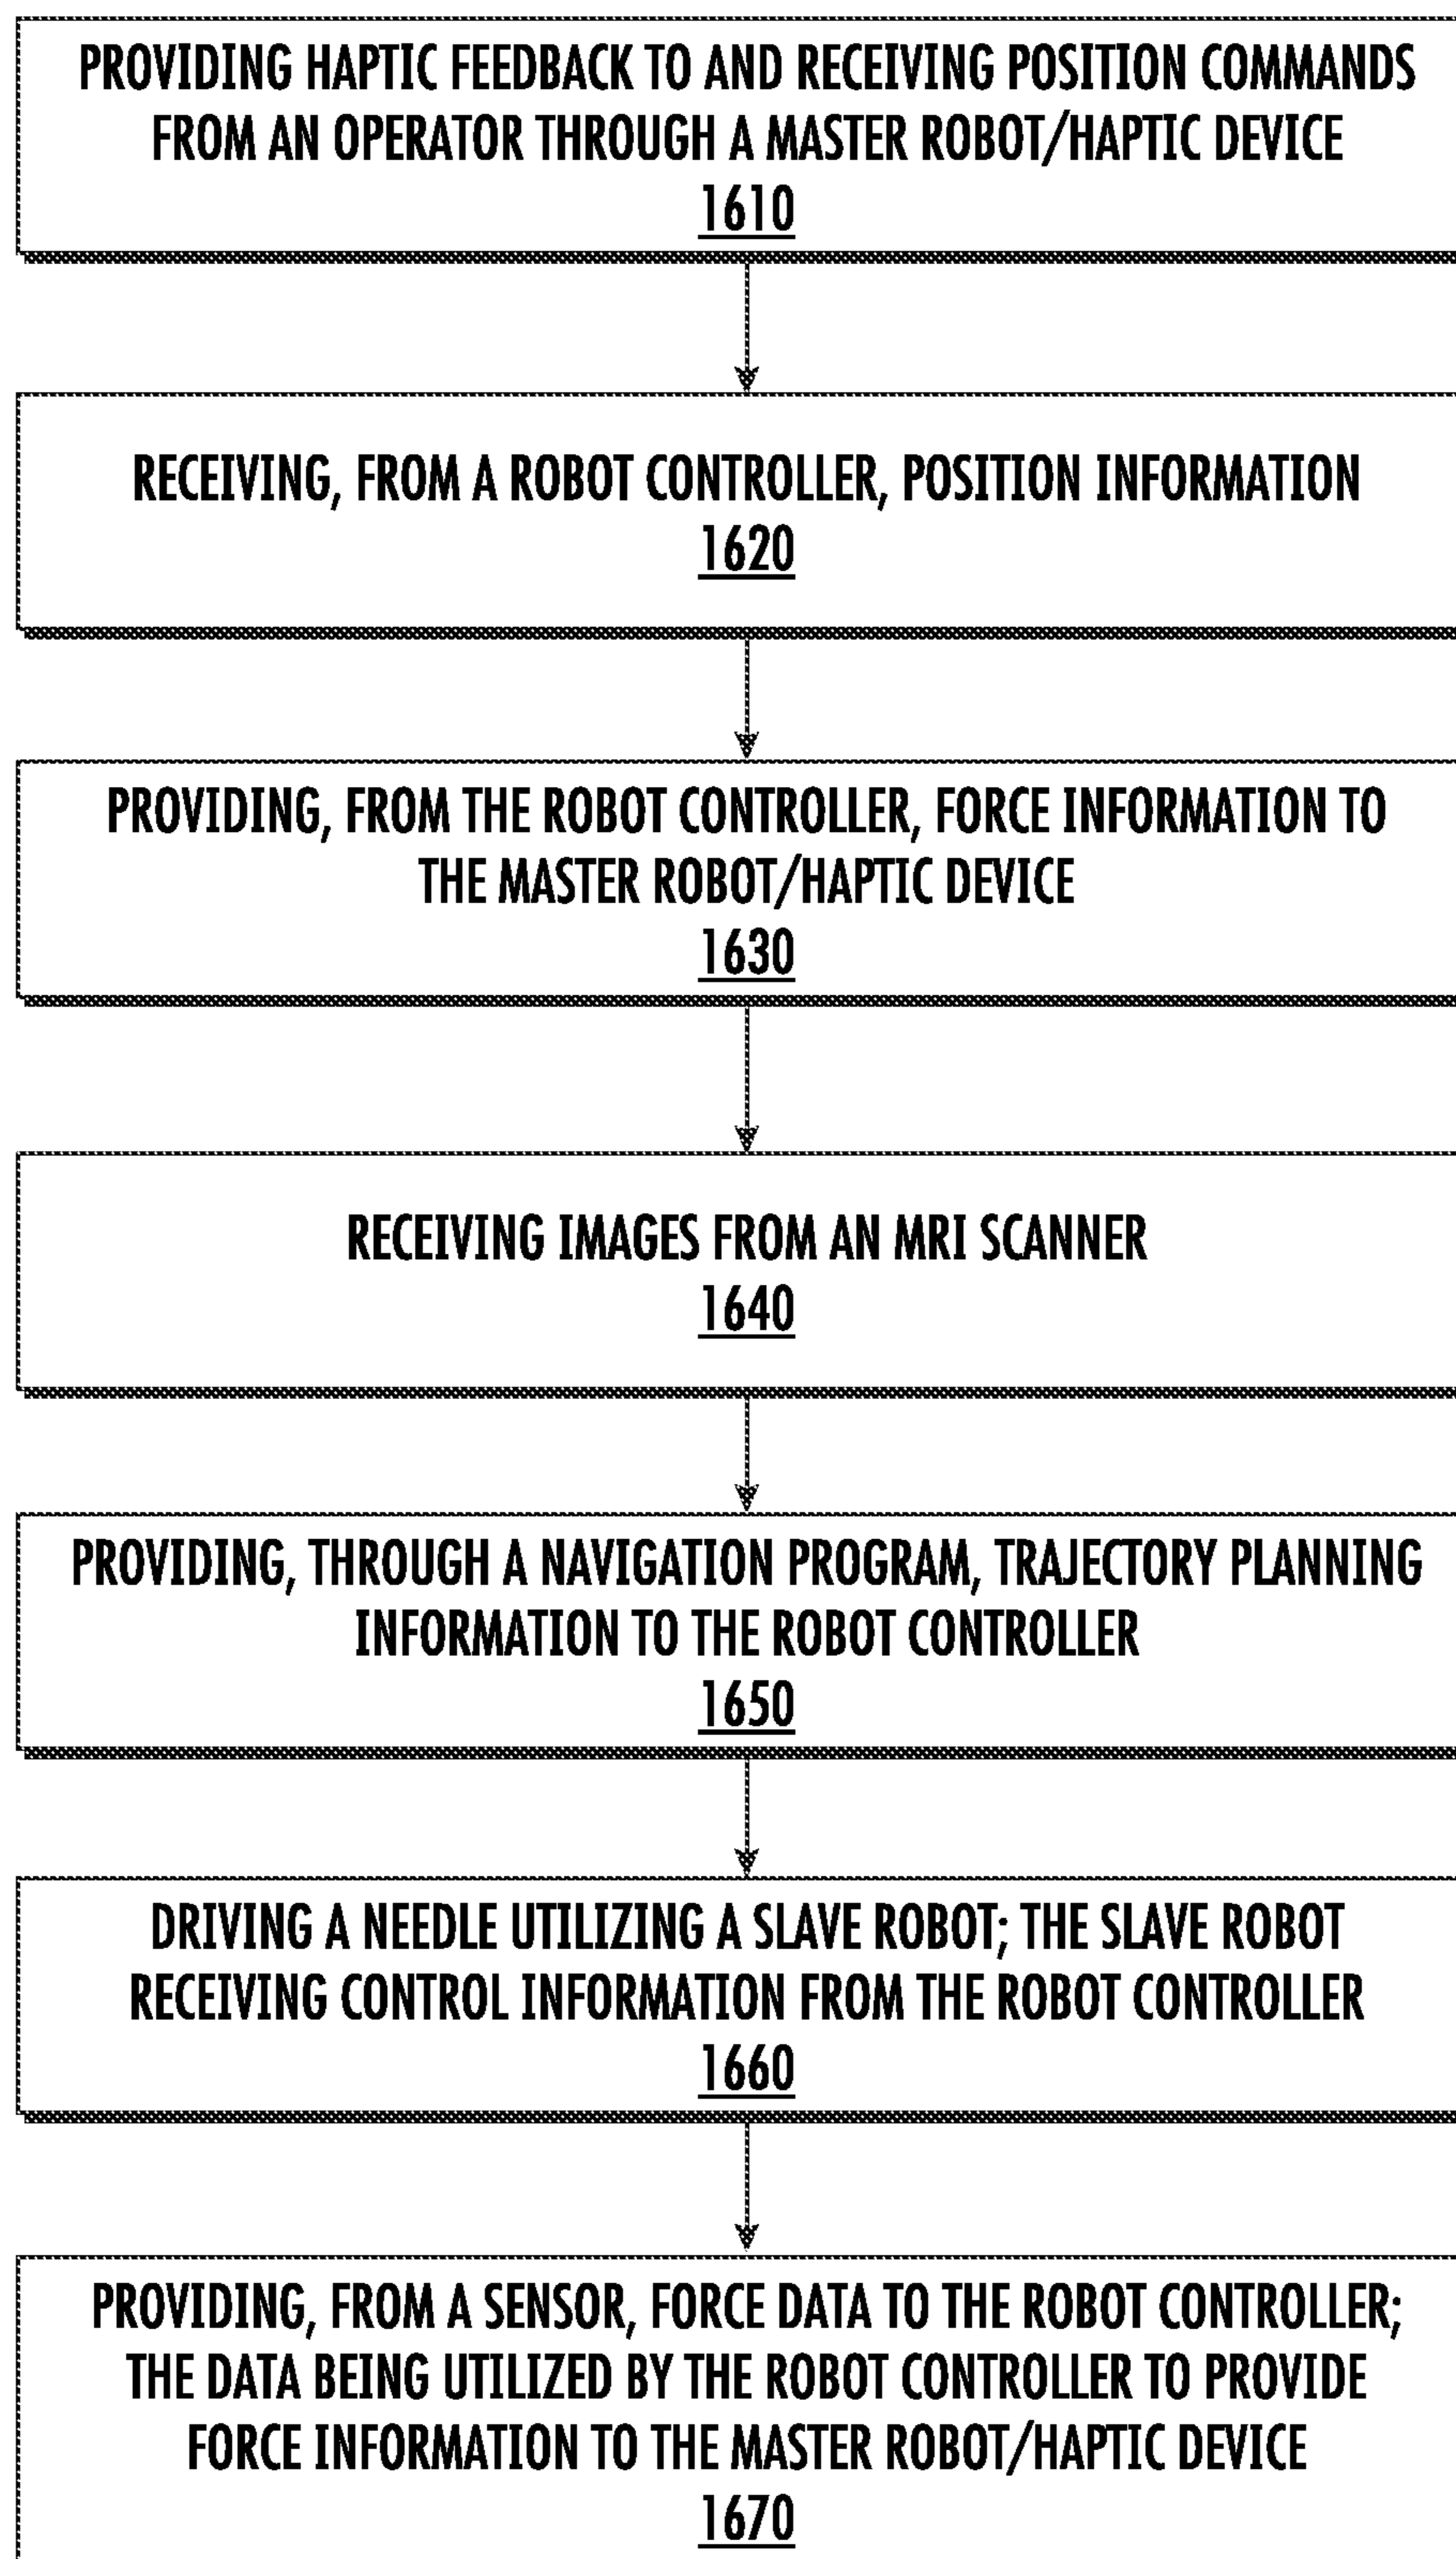 PROVIDING HAPTIC FEEDBACK TO AND RECEIVING POSITION COMMANDS
FROM AN OPERATOR THROUGH A MASTER ROBOT/HAPTIC DEVICE
1610
RECEIVING, FROM A ROBOT CONTROLLER, POSITION INFORMATION
1620
PROVIDING, FROM THE ROBOT CONTROLLER, FORCE INFORMATION TO
THE MASTER ROBOT/HAPTIC DEVICE
1630
RECEIVING IMAGES FROM AN MRI SCANNER
1640
PROVIDING, THROUGH A NAVIGATION PROGRAM, TRAJECTORY PLANNING
INFORMATION TO THE ROBOT CONTROLLER
1650
DRIVING A NEEDLE UTILIZING A SLAVE ROBOT; THE SLAVE ROBOT
RECEIVING CONTROL INFORMATION FROM THE ROBOT CONTROLLER
1660
PROVIDING, FROM A SENSOR, FORCE DATA TO THE ROBOT CONTROLLER;
THE DATA BEING UTILIZED BY THE ROBOT CONTROLLER TO PROVIDE
FORCE INFORMATION TO THE MASTER ROBOT/HAPTIC DEVICE
1670